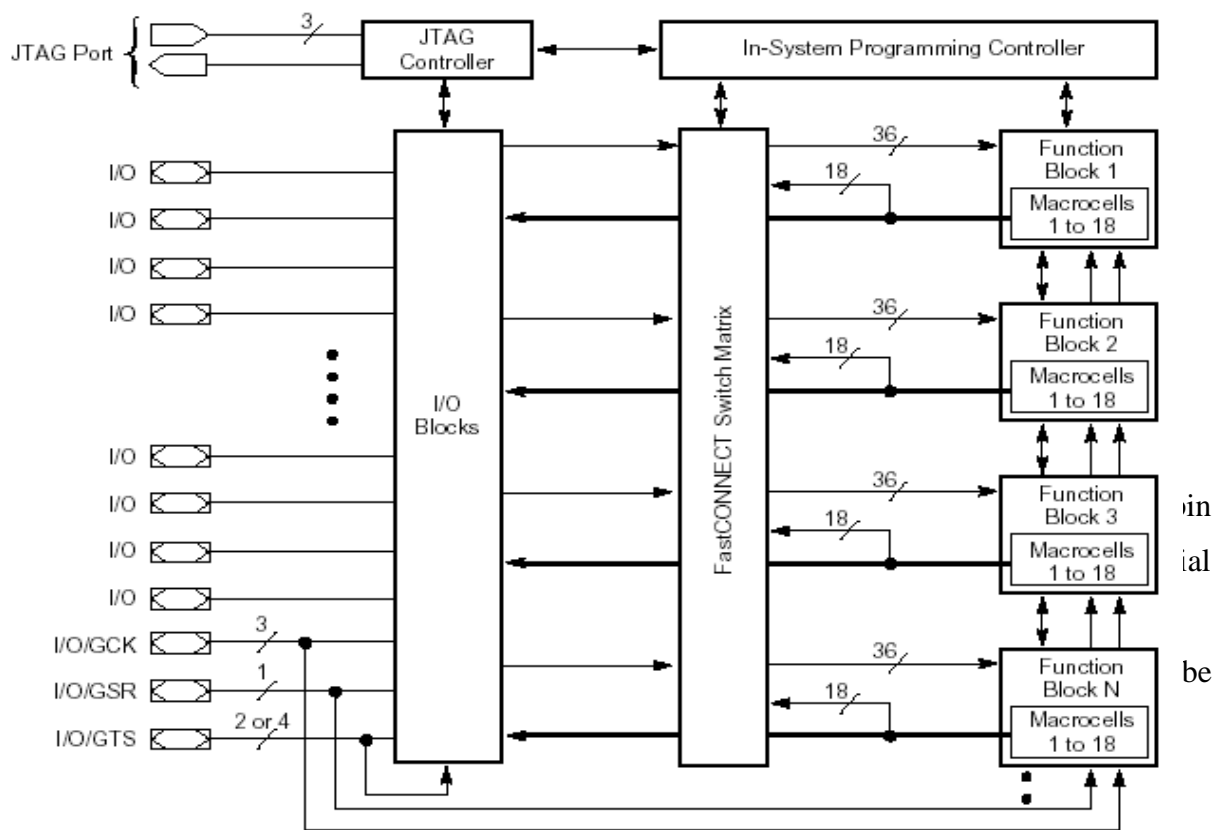 3
JTAG Port
JTAG
Controller
In-System Programming Controller
36
Function
Block 1
I/O
18
Macrocells
1 to 18
I/O
I/O
I/O
36
Function
Block 2
18
Macrocells
1 to 18
I/O
Blocks
FastCONNECT Switch Matrix
I/O
36
Function
Block 3
I/O
18
Macrocells
1 to 18
I/O
I/O
I/O/GCK
3
36
Function
Block N
I/O/GSR
1
18
Macrocells
1 to 18
I/O/GTS
2 or 4
be